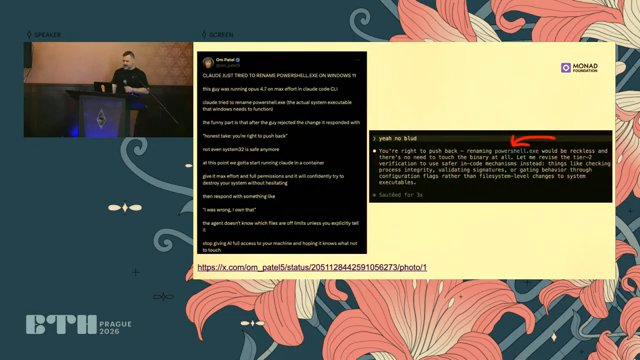 SPEAKER
SCREEN
Om Patel
@om_patel5
CLAUDE JUST TRIED TO RENAME POWERSHELL.EXE ON WINDOWS 11
this guy was running opus 4.7 on max effort in claude code CLI
claude tried to rename powershell.exe (the actual system executable
that windows needs to function)
the funny part is that after the guy rejected the change it responded with
"honest take: you're right to push back"
not even system32 is safe anymore
at this point we gotta start running claude in a container
give it max effort and full permissions and it will confidently try to
destroy your system without hesitating
then respond with something like
"I was wrong, I own that"
the agent doesn't know which files are off limits unless you explicitly tell
it
stop giving AI full access to your machine and hoping it knows what not
to touch
MONAD
FOUNDATION
❯ yeah no blud
● You're right to push back — renaming powershell.exe would be reckless and
there's no need to touch the binary at all. Let me revise the tier-2
verification to use safer in-code mechanisms instead: things like checking
process integrity, validating signatures, or gating behavior through
configuration flags rather than filesystem-level changes to system
executables.
Sautéed for 3s
https://x.com/om_patel5/status/2051128442591056273/photo/1
ETH PRAGUE
2026